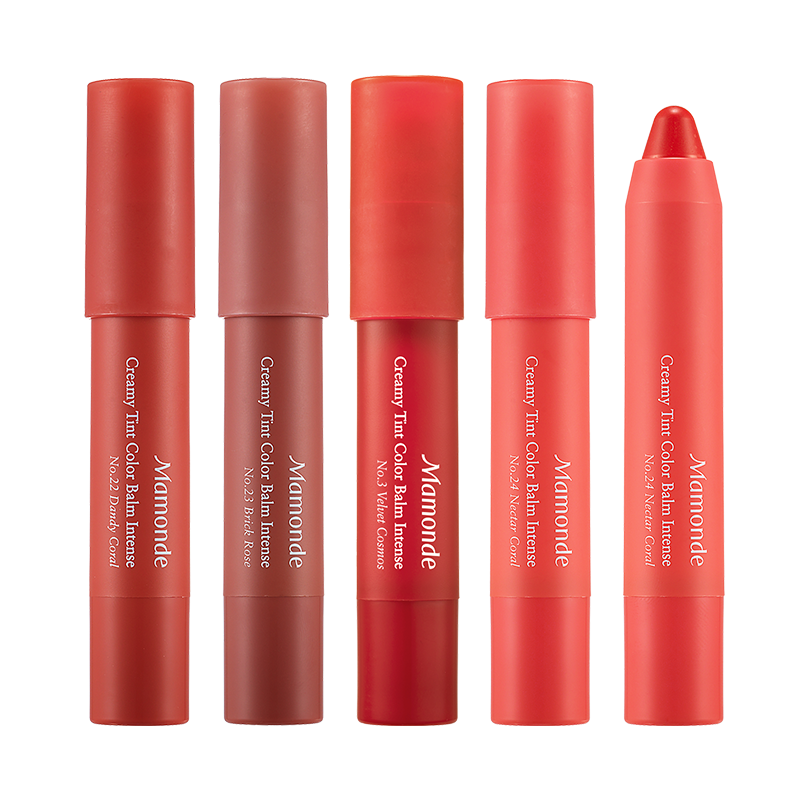 Mamonde
Creamy Tint Color Balm Intense
No.22 Dandy Coral
Mamonde
Creamy Tint Color Balm Intense
No.23 Brick Rose
Mamonde
Creamy Tint Color Balm Intense
No.3 Velvet Cosmos
Mamonde
Creamy Tint Color Balm Intense
No.24 Nectar Coral
Mamonde
Creamy Tint Color Balm Intense
No.24 Nectar Coral